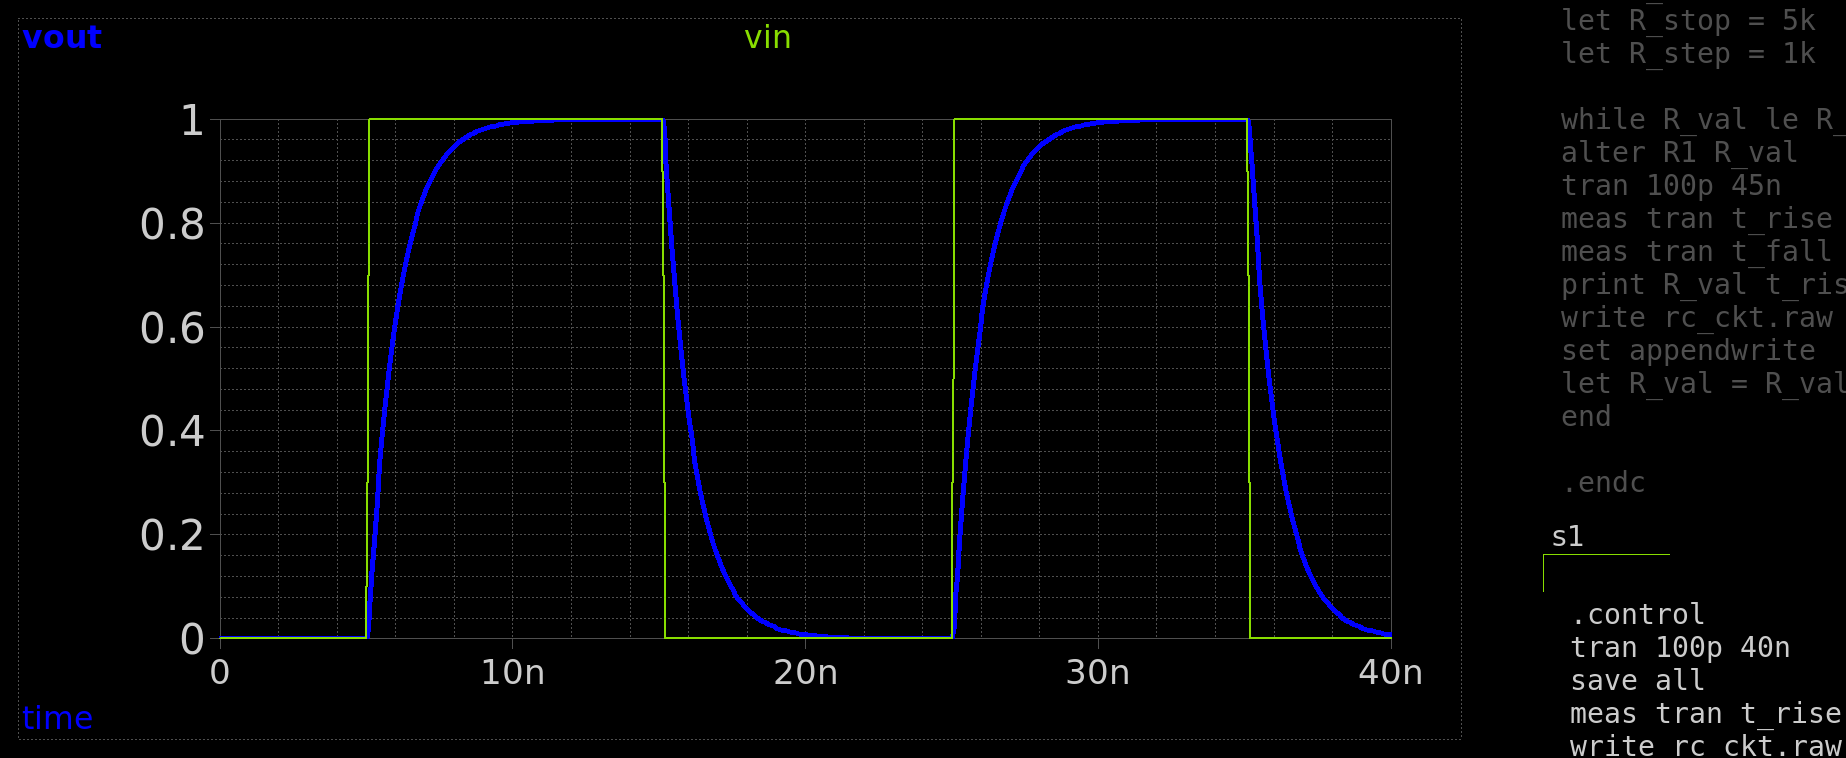 vout
vin
1
0.8
0.6
0.4
0.2
0
0 10n 20n 30n 40n
time
let R_stop = 5k
let R_step = 1k
while R_val le R_
alter R1 R_val
tran 100p 45n
meas tran t_rise
meas tran t_fall
print R_val t_ris
write rc_ckt.raw
set appendwrite
let R_val = R_val
end
.endc
s1
.control
tran 100p 40n
save all
meas tran t_rise
write rc_ckt.raw